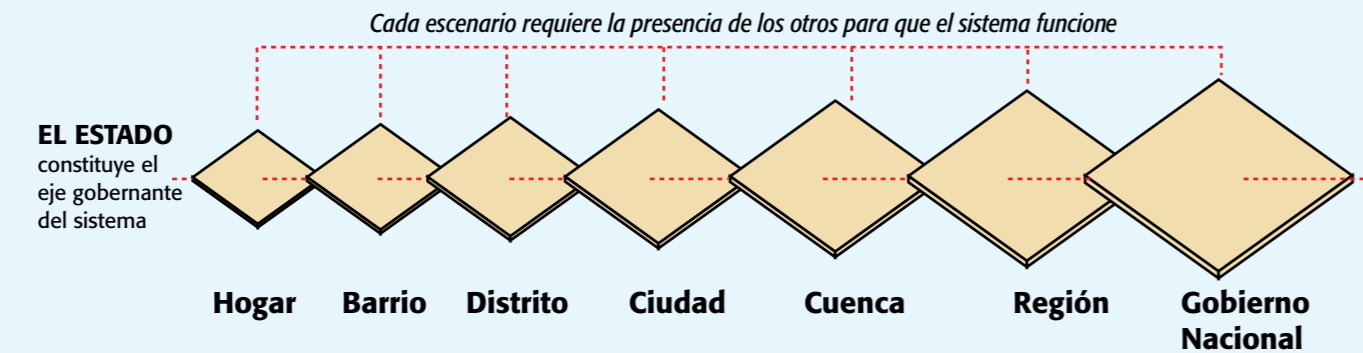 Cada escenario requiere la presencia de los otros para que el sistema funcione
EL ESTADO
constituye el
eje gobernante
del sistema
Hogar
Barrio
Distrito
Ciudad
Cuenca
Región
Gobierno
Nacional